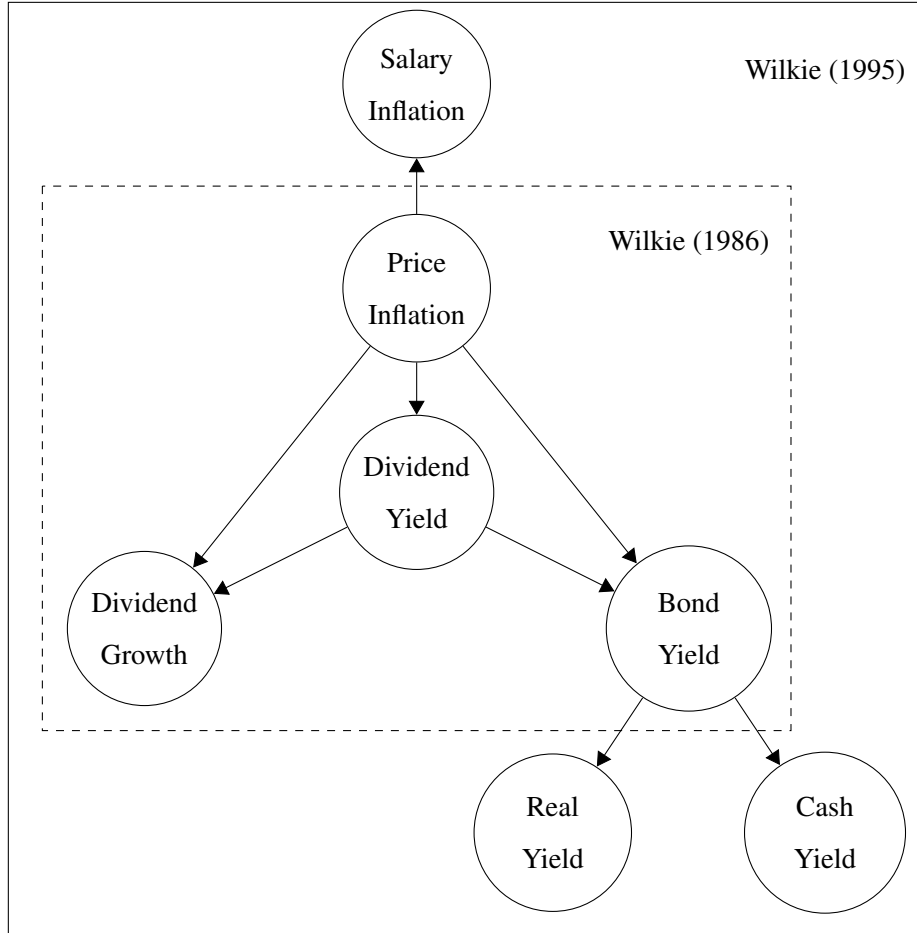 Salary
Inflation
Wilkie (1995)
Wilkie (1986)
Price
Inflation
Dividend
Yield
Dividend
Growth
Bond
Yield
Real
Yield
Cash
Yield